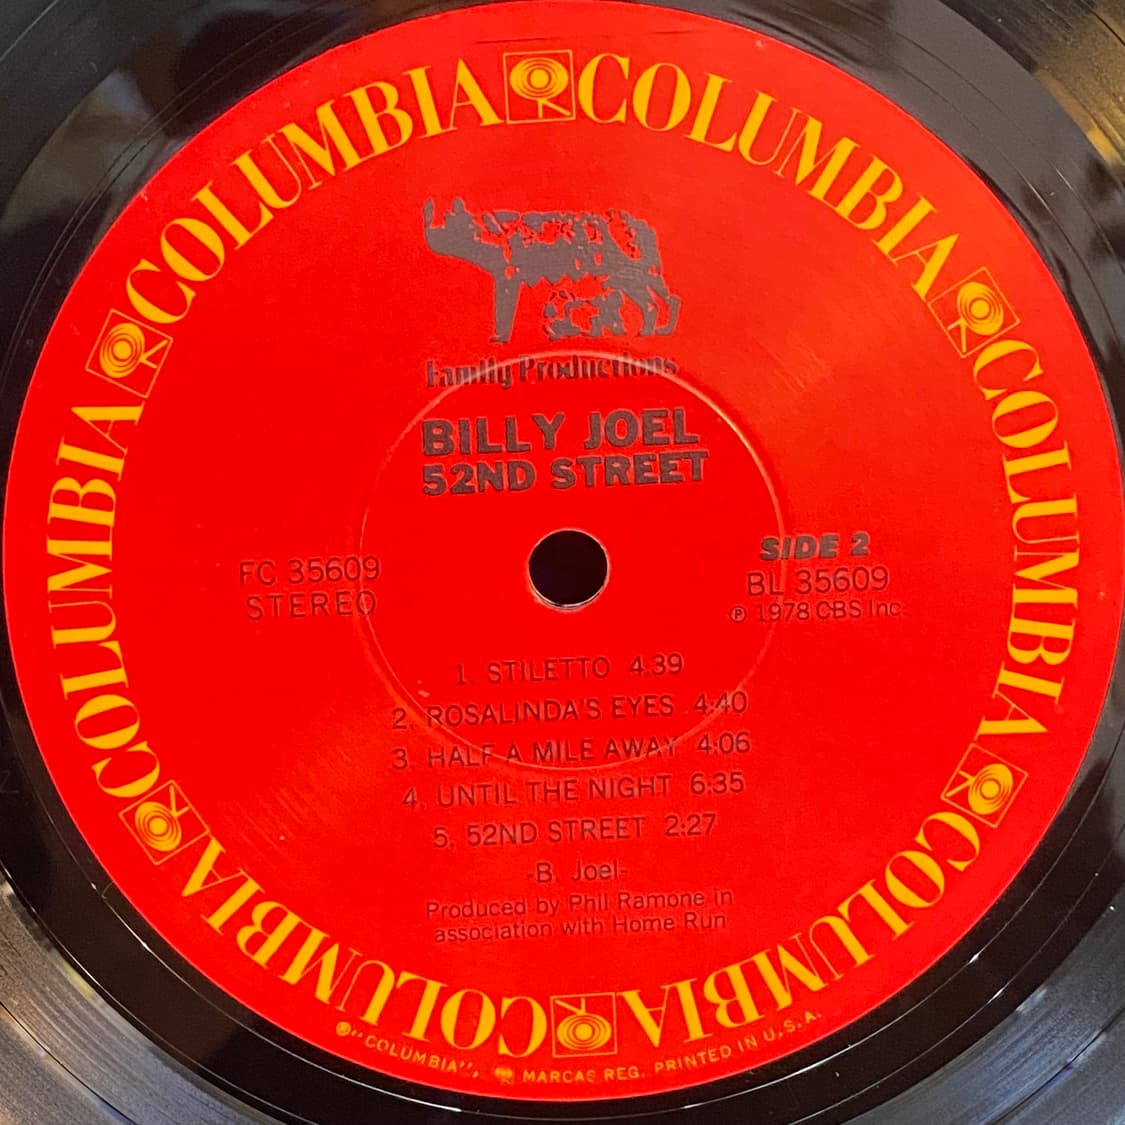 COLUMBIA COLUMBIA COLUMBIA COLUMBIA COLUMBIA COLUMBIA
Family Productions
BILLY JOEL
52ND STREET
FC 35609
STEREO
SIDE 2
BL 35609
℗ 1978 CBS Inc.
1. STILETTO 4:39
2. ROSALINDA'S EYES 4:40
3. HALF A MILE AWAY 4:06
4. UNTIL THE NIGHT 6:35
5. 52ND STREET 2:27
-B. Joel-
Produced by Phil Ramone in
association with Home Run
®"COLUMBIA", MARCAS REG. PRINTED IN U.S.A.